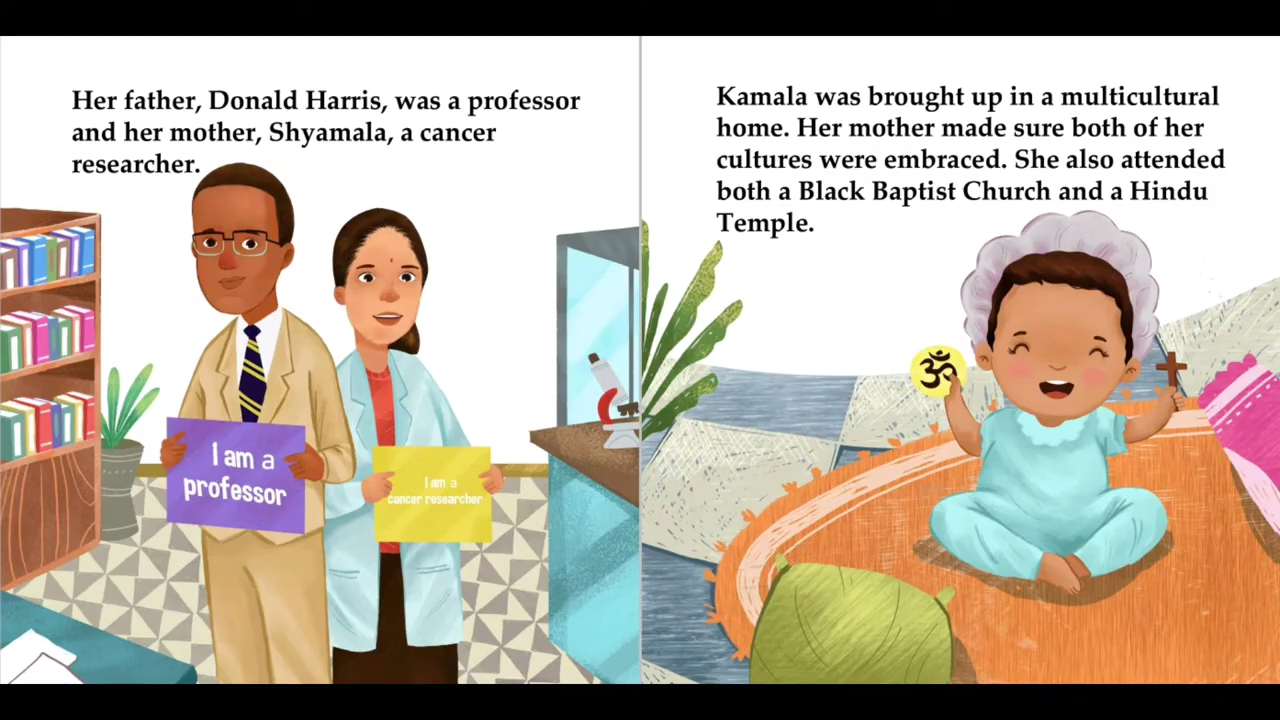 Her father, Donald Harris, was a professor
and her mother, Shyamala, a cancer
researcher.
I am a
professor
I am a
cancer researcher
Kamala was brought up in a multicultural
home. Her mother made sure both of her
cultures were embraced. She also attended
both a Black Baptist Church and a Hindu
Temple.
ॐ